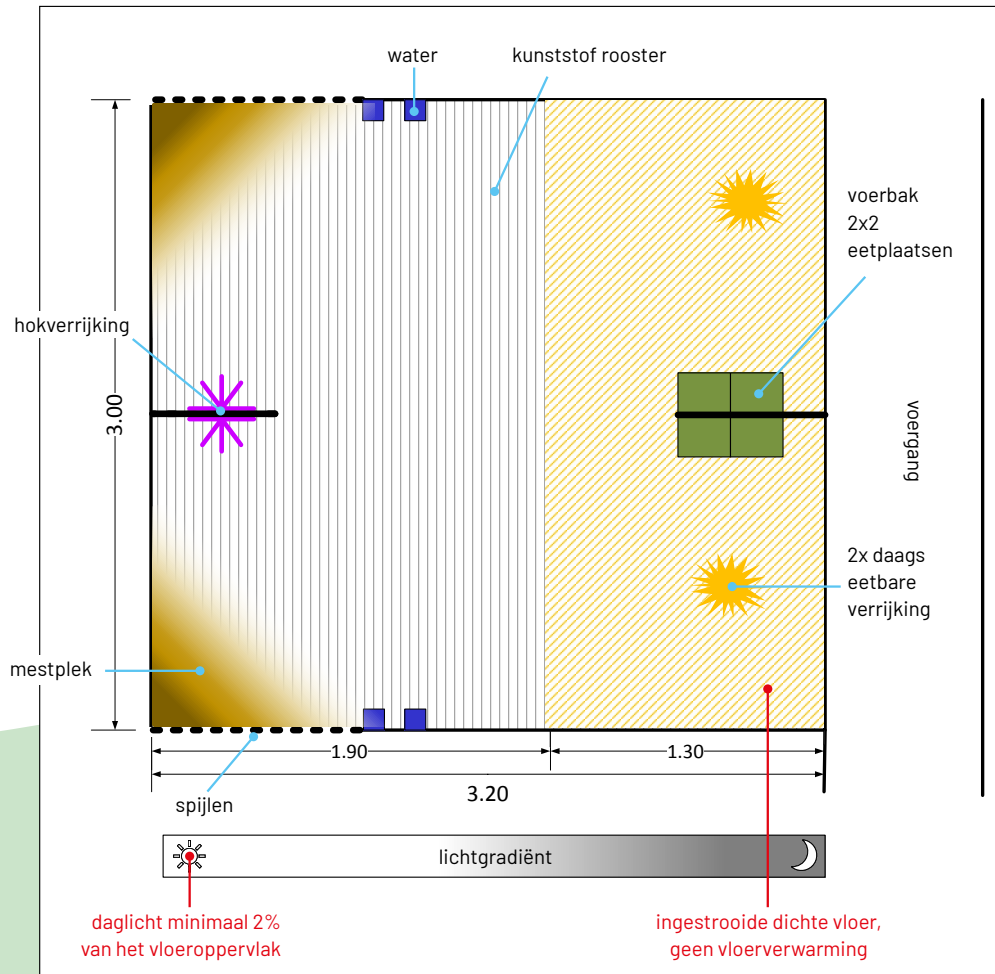 water
kunststof rooster
voerbak
2x2
eetplaatsen
hokverrijking
3.00
voergang
2x daags
eetbare
verrijking
mestplek
1.90
1.30
3.20
spijlen
lichtgradiënt
daglicht minimaal 2%
van het vloeroppervlak
ingestrooide dichte vloer,
geen vloerverwarming